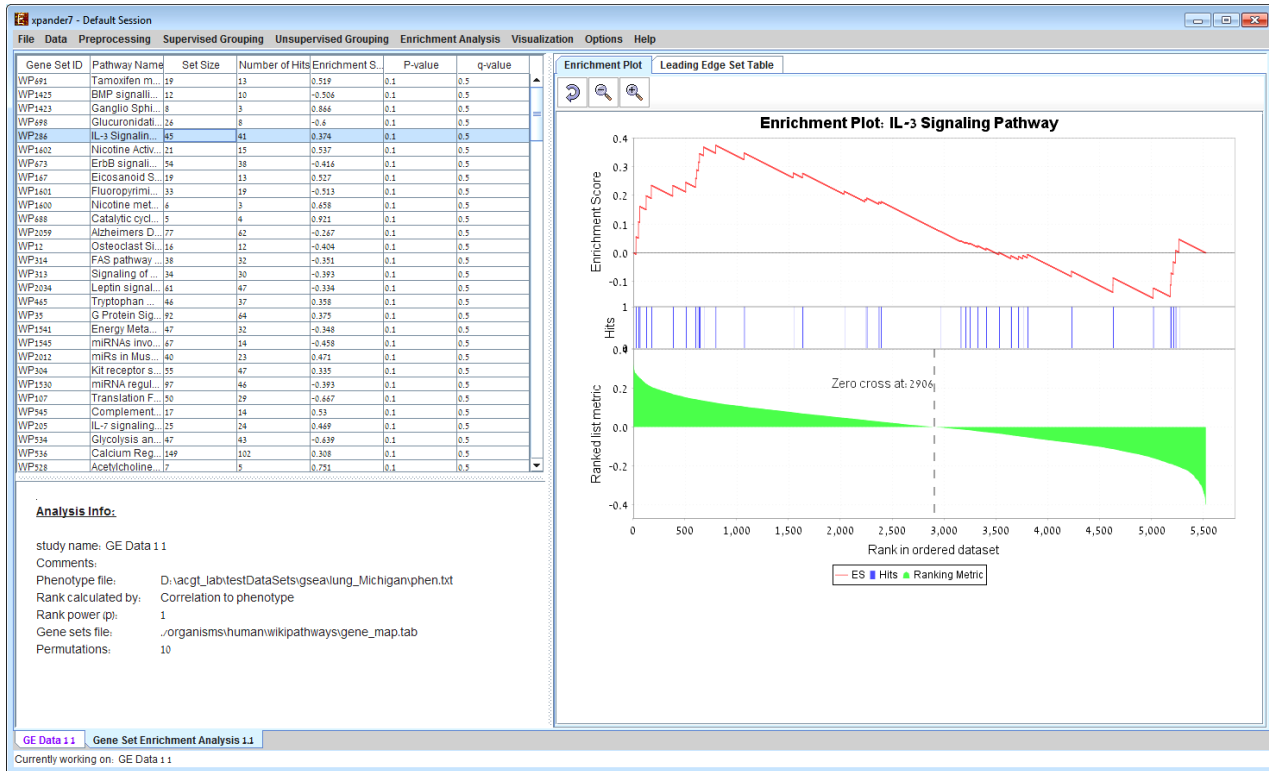 xpander7 - Default Session
File Data Preprocessing Supervised Grouping Unsupervised Grouping Enrichment Analysis Visualization Options Help
Gene Set ID Pathway Name Set Size Number of Hits Enrichment S... P-value q-value
WP691 Tamoxifen m... 19 13 0.519 0.1 0.5
WP1425 BMP signalli... 12 10 -0.506 0.1 0.5
WP1423 Ganglio Sphi... 8 3 0.866 0.1 0.5
WP698 Glucuronidati... 26 8 -0.6 0.1 0.5
WP286 IL-3 Signalin... 45 41 0.374 0.1 0.5
WP1602 Nicotine Activ... 21 15 0.537 0.1 0.5
WP673 ErbB signali... 54 38 -0.416 0.1 0.5
WP167 Eicosanoid S... 19 13 0.527 0.1 0.5
WP1601 Fluoropyrimi... 33 19 -0.513 0.1 0.5
WP1600 Nicotine met... 6 3 0.658 0.1 0.5
WP688 Catalytic cycl... 5 4 0.921 0.1 0.5
WP2059 Alzheimers D... 77 62 -0.267 0.1 0.5
WP12 Osteoclast Si... 16 12 -0.404 0.1 0.5
WP314 FAS pathway ... 38 32 -0.351 0.1 0.5
WP313 Signaling of ... 34 30 -0.393 0.1 0.5
WP2034 Leptin signal... 61 47 -0.334 0.1 0.5
WP465 Tryptophan ... 46 37 0.358 0.1 0.5
WP35 G Protein Sig... 92 64 0.375 0.1 0.5
WP1541 Energy Meta... 47 32 -0.348 0.1 0.5
WP1545 miRNAs invo... 67 14 -0.458 0.1 0.5
WP2012 miRs in Mus... 40 23 0.471 0.1 0.5
WP304 Kit receptor s... 55 47 0.335 0.1 0.5
WP1530 miRNA regul... 97 46 -0.393 0.1 0.5
WP107 Translation F... 50 29 -0.667 0.1 0.5
WP545 Complement... 17 14 0.53 0.1 0.5
WP205 IL-7 signaling... 25 24 0.469 0.1 0.5
WP534 Glycolysis an... 47 43 -0.639 0.1 0.5
WP536 Calcium Reg... 149 102 0.308 0.1 0.5
WP528 Acetylcholine... 7 5 0.751 0.1 0.5
Analysis Info:
study name: GE Data 1 1
Comments:
Phenotype file: D:\acgt_lab\testDataSets\gsea\lung_Michigan\phen.txt
Rank calculated by: Correlation to phenotype
Rank power (p): 1
Gene sets file: ./organisms\human\wikipathways\gene_map.tab
Permutations: 10
Enrichment Plot Leading Edge Set Table
Enrichment Plot: IL-3 Signaling Pathway
Enrichment Score
0.4
0.3
0.2
0.1
0.0
-0.1
Hits
1
Ranked list metric
0.2
0.0
-0.2
-0.4
Zero cross at: 2906
0 500 1,000 1,500 2,000 2,500 3,000 3,500 4,000 4,500 5,000 5,500
Rank in ordered dataset
ES Hits Ranking Metric
GE Data 1 1 Gene Set Enrichment Analysis 1.1
Currently working on: GE Data 1 1